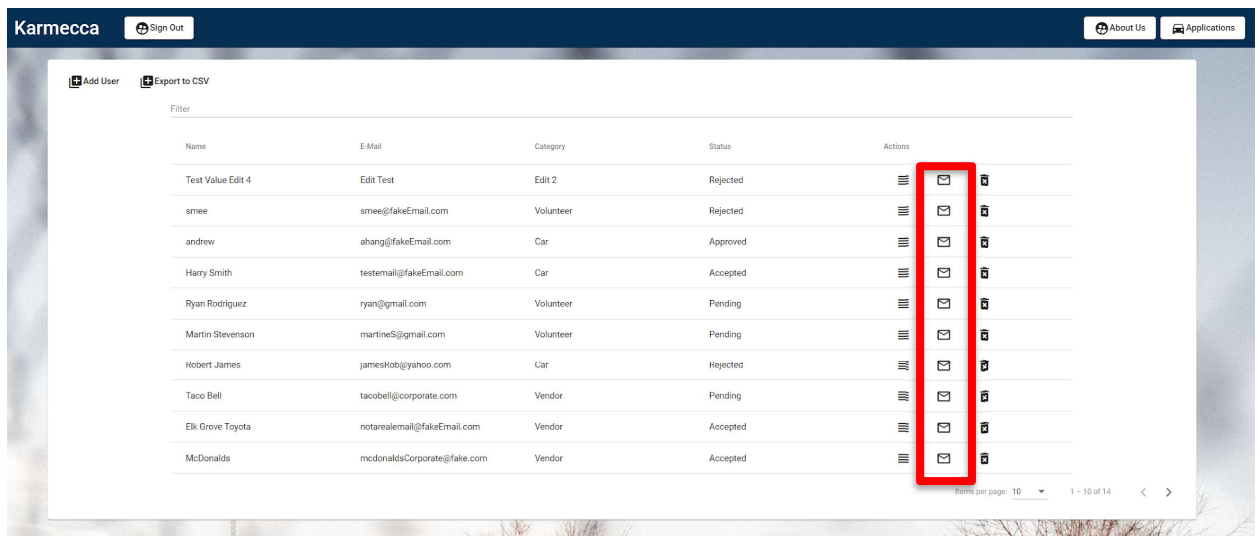 Karmecca Sign Out About Us Applications
Add User Export to CSV
Filter
Name E-Mail Category Status Actions
Test Value Edit 4 Edit Test Edit 2 Rejected
smee smee@fakeEmail.com Volunteer Rejected
andrew ahang@fakeEmail.com Car Approved
Harry Smith testemail@fakeEmail.com Car Accepted
Ryan Rodriguez ryan@gmail.com Volunteer Pending
Martin Stevenson martineS@gmail.com Volunteer Pending
Robert James jamesRob@yahoo.com Car Rejected
Taco Bell tacobell@corporate.com Vendor Pending
Elk Grove Toyota notarealemail@fakeEmail.com Vendor Accepted
McDonalds mcdonaldsCorporate@fake.com Vendor Accepted
Items per page: 10 1 – 10 of 14